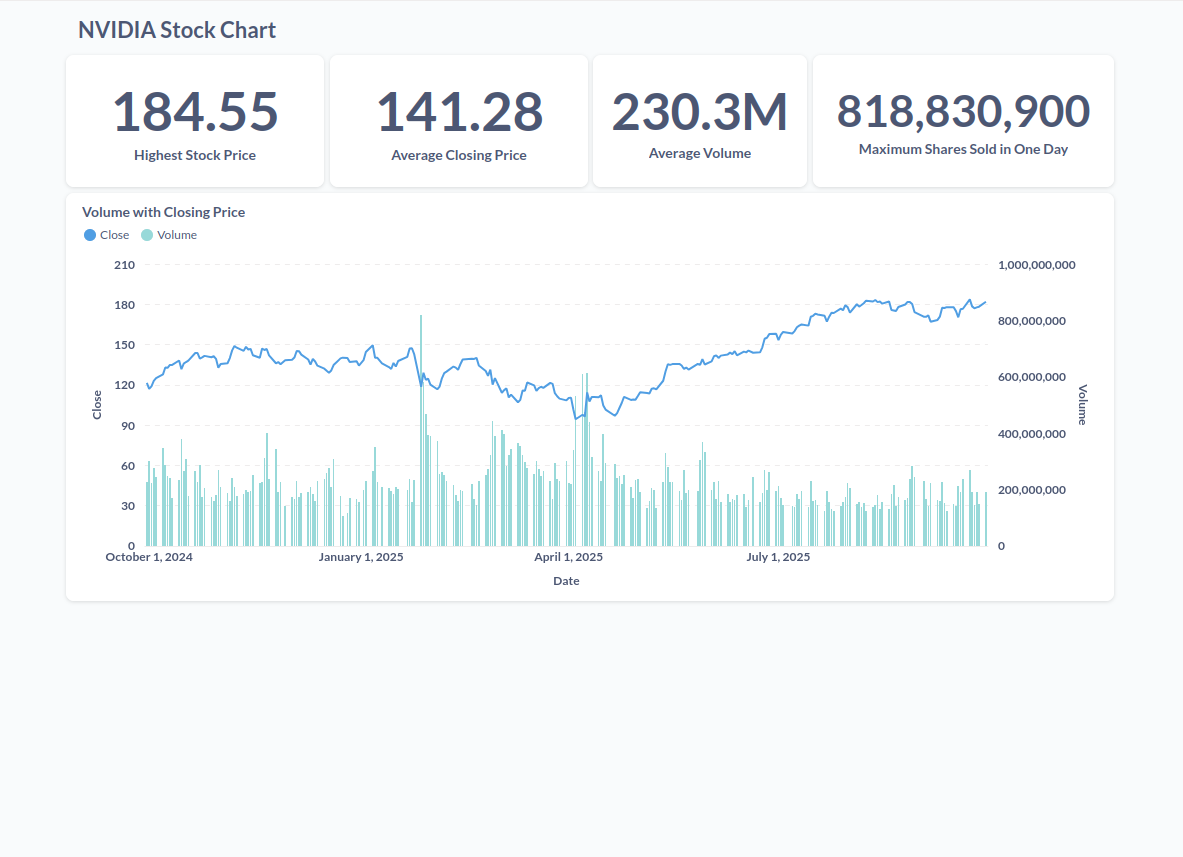 NVIDIA Stock Chart
184.55
Highest Stock Price
141.28
Average Closing Price
230.3M
Average Volume
818,830,900
Maximum Shares Sold in One Day
Volume with Closing Price
Close Volume
210
180
150
120
90
60
30
0
Close
1,000,000,000
800,000,000
600,000,000
400,000,000
200,000,000
0
Volume
October 1, 2024 January 1, 2025 April 1, 2025 July 1, 2025
Date